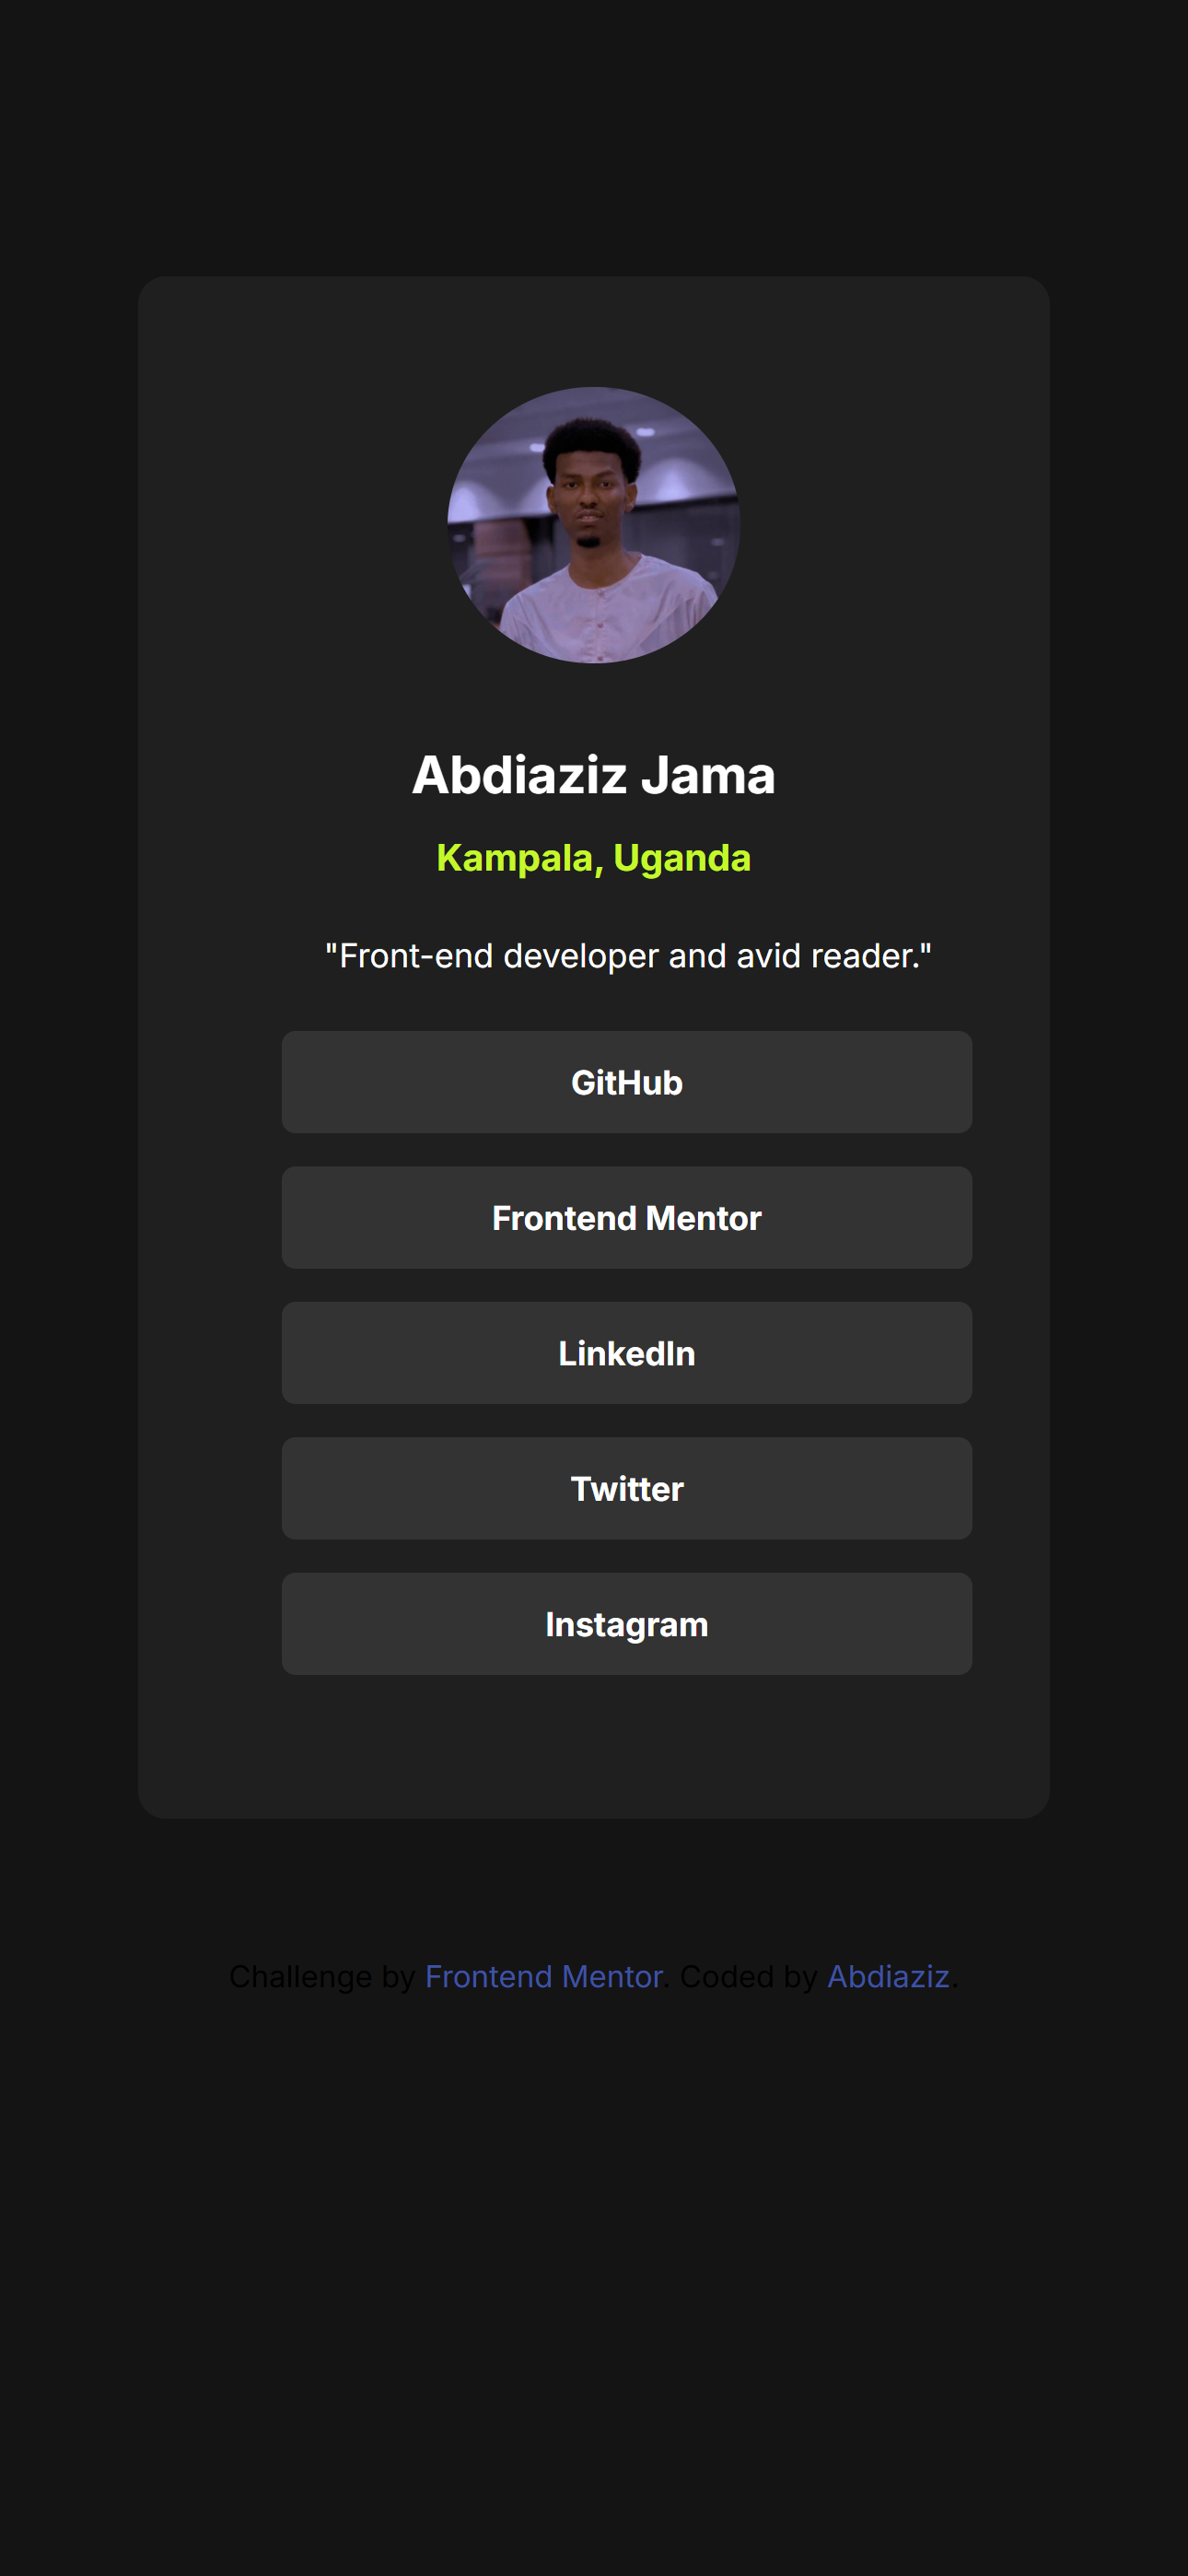 Abdiaziz Jama
Kampala, Uganda
"Front-end developer and avid reader."
GitHub
Frontend Mentor
LinkedIn
Twitter
Instagram
Challenge by Frontend Mentor. Coded by Abdiaziz.